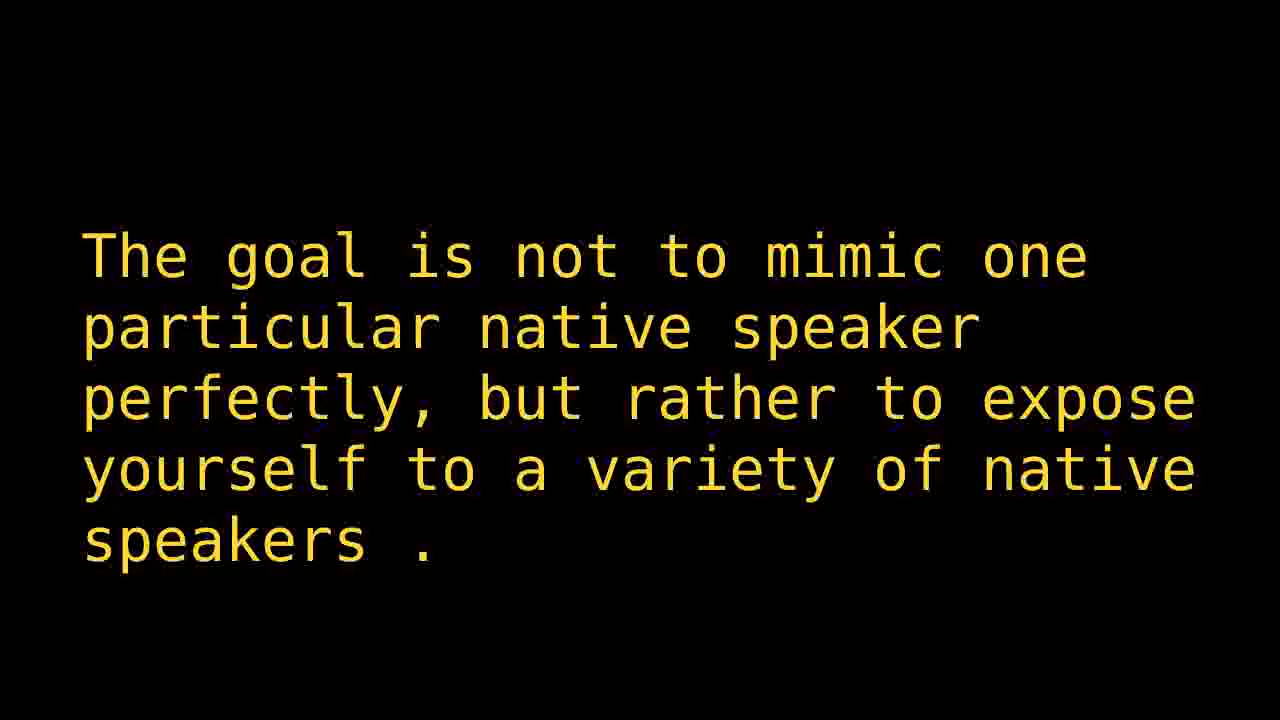 The goal is not to mimic one
particular native speaker
perfectly, but rather to expose
yourself to a variety of native
speakers .